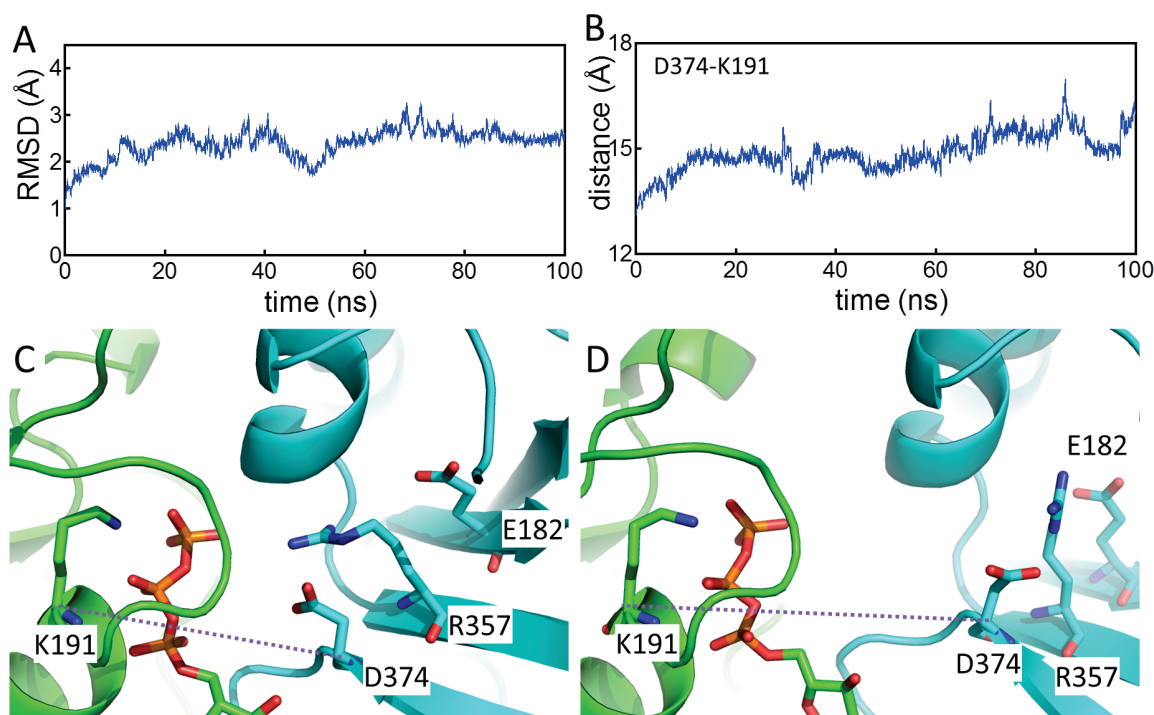 A
RMSD (Å)
4
3
2
1
0
0 20 40 60 80 100
time (ns)
B
D374-K191
distance (Å)
18
15
12
0 20 40 60 80 100
time (ns)
C
E182
K191
R357
D374
D
E182
K191
D374
R357